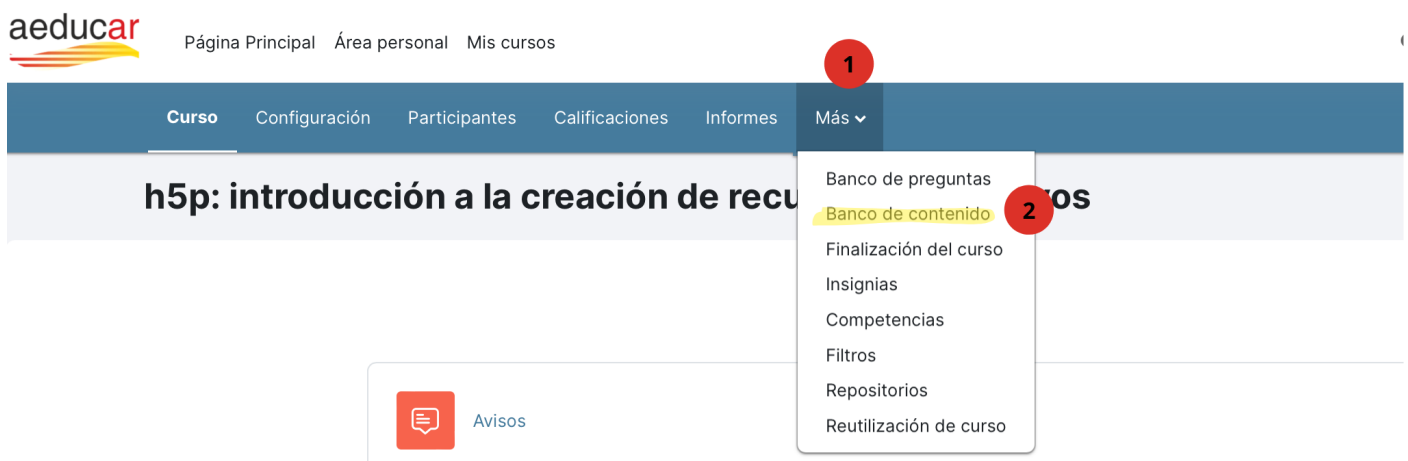 aeducar
Página Principal Área personal Mis cursos
1
Curso Configuración Participantes Calificaciones Informes Más
h5p: introducción a la creación de recu os
Banco de preguntas
Banco de contenido 2
Finalización del curso
Insignias
Competencias
Filtros
Repositorios
Reutilización de curso
Avisos